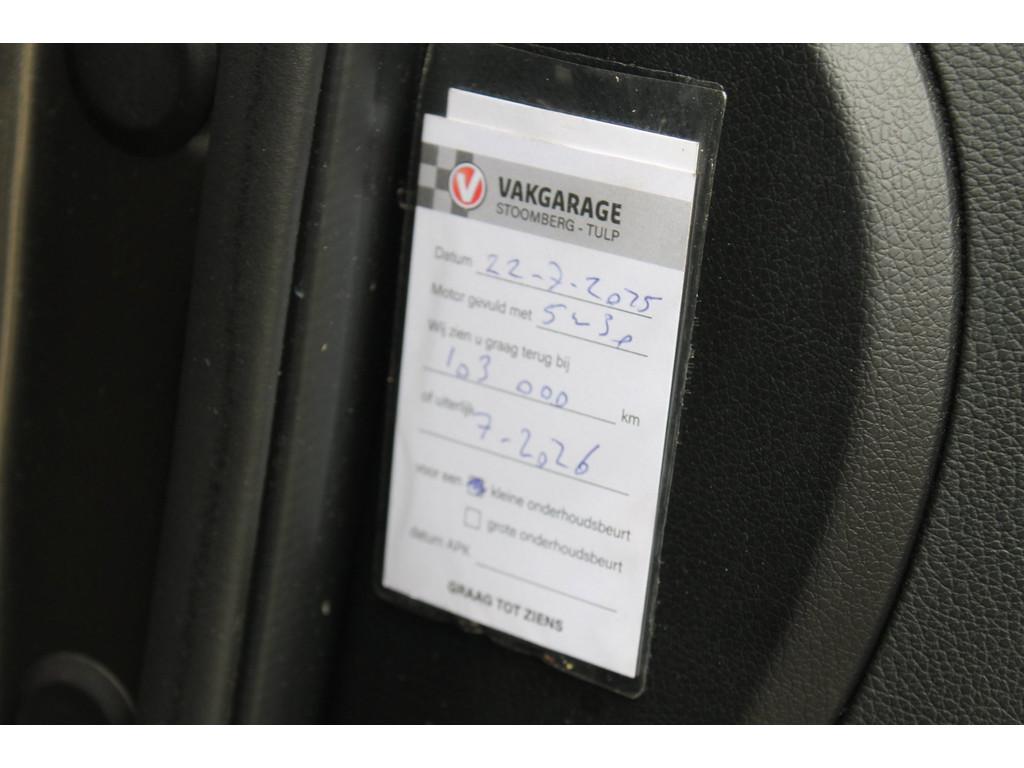 V
VAKGARAGE
STOOMBERG - TULP
Datum 22-7-2025
Motor gevuld met 5w30
Wij zien u graag terug bij
103 000 km
of uiterlijk
7-2026
voor een kleine onderhoudsbeurt
grote onderhoudsbeurt
datum APK
GRAAG TOT ZIENS